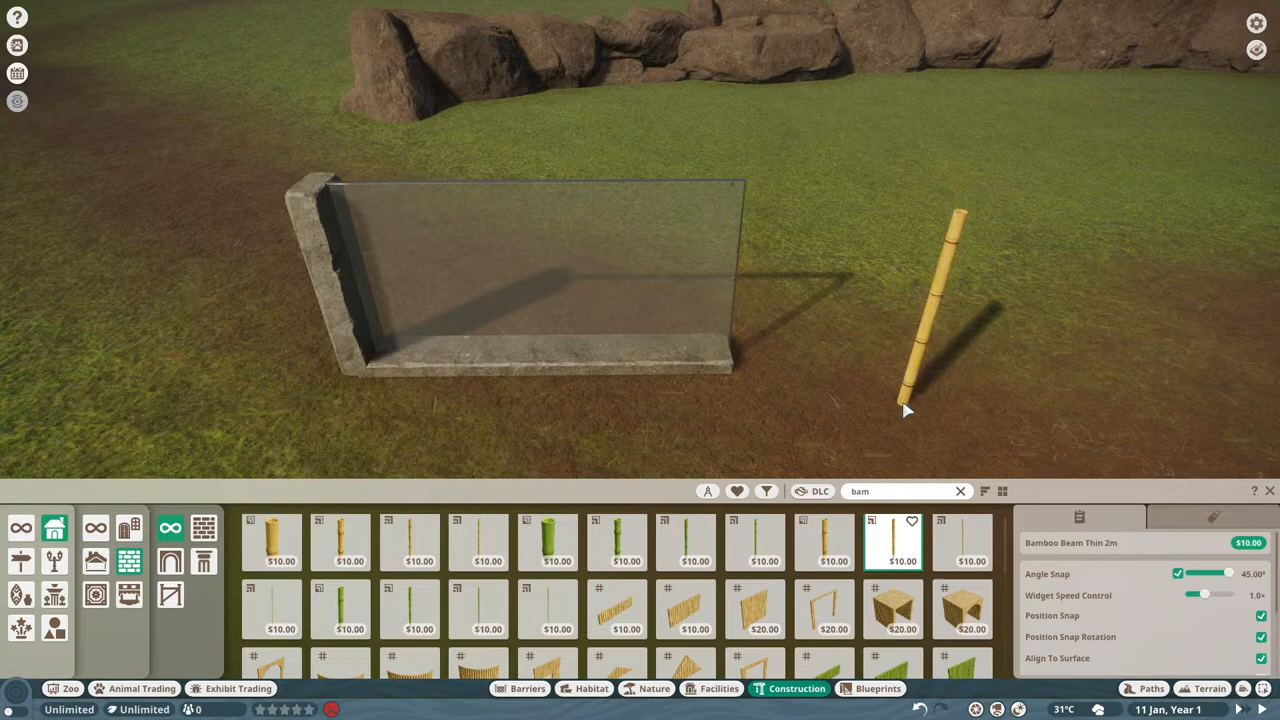 ?
DLC
bam
?
$10.00 $10.00 $10.00 $10.00 $10.00 $10.00 $10.00 $10.00 $10.00 $10.00 $10.00
$10.00 $10.00 $10.00 $10.00 $10.00 $10.00 $10.00 $20.00 $20.00 $20.00 $20.00
Bamboo Beam Thin 2m $10.00
Angle Snap 45.00°
Widget Speed Control 1.0×
Position Snap
Position Snap Rotation
Align To Surface
Zoo Animal Trading Exhibit Trading Barriers Habitat Nature Facilities Construction Blueprints Paths Terrain
Unlimited Unlimited 0 31°C 11 Jan, Year 1